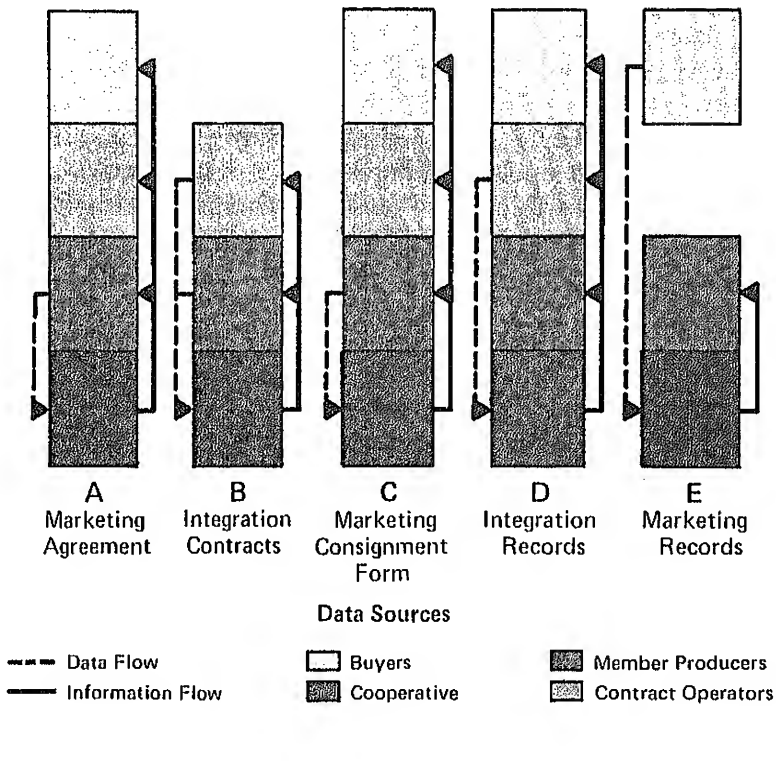 A
Marketing
Agreement
B
Integration
Contracts
C
Marketing
Consignment
Form
D
Integration
Records
E
Marketing
Records
Data Sources
Data Flow
Information Flow
Buyers
Cooperative
Member Producers
Contract Operators